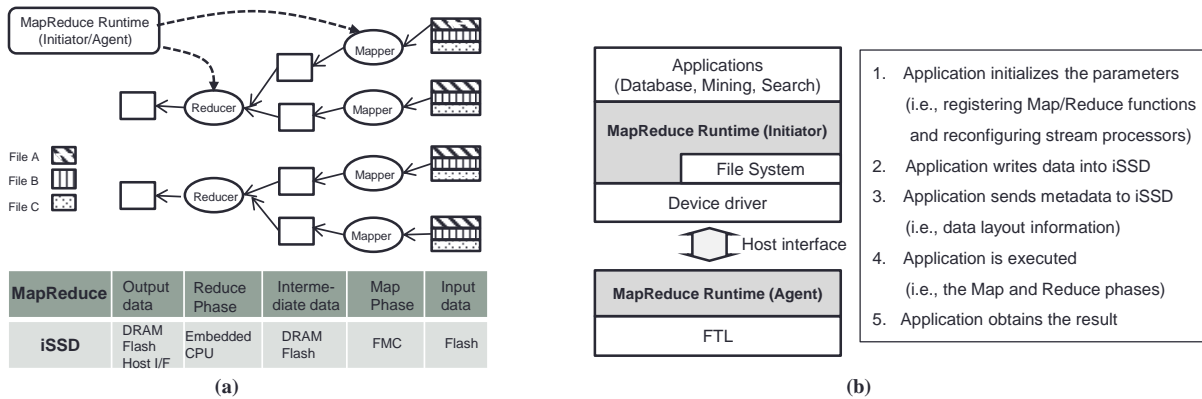 MapReduce Runtime
(Initiator/Agent)
Mapper
Reducer
Mapper
File A
File B
File C
Mapper
Reducer
Mapper
MapReduce
Output
data
Reduce
Phase
Interme-
diate data
Map
Phase
Input
data
iSSD
DRAM
Flash
Host I/F
Embedded
CPU
DRAM
Flash
FMC
Flash
(a)
Applications
(Database, Mining, Search)
MapReduce Runtime (Initiator)
File System
Device driver
Host interface
MapReduce Runtime (Agent)
FTL
1. Application initializes the parameters
(i.e., registering Map/Reduce functions
and reconfiguring stream processors)
2. Application writes data into iSSD
3. Application sends metadata to iSSD
(i.e., data layout information)
4. Application is executed
(i.e., the Map and Reduce phases)
5. Application obtains the result
(b)